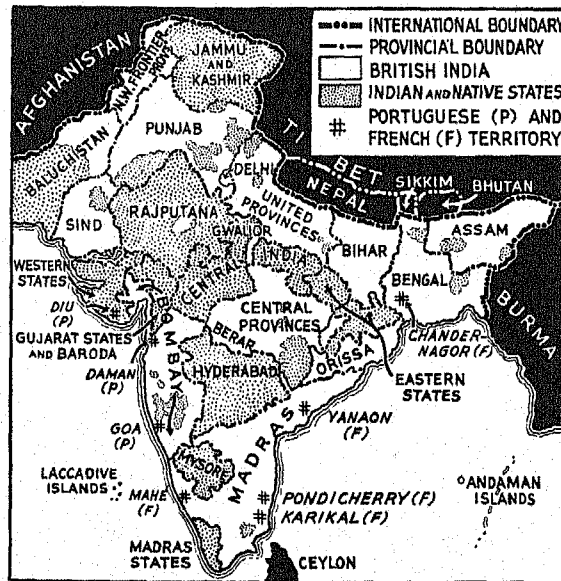 INTERNATIONAL BOUNDARY
PROVINCIAL BOUNDARY
BRITISH INDIA
INDIAN AND NATIVE STATES
PORTUGUESE (P) AND
FRENCH (F) TERRITORY
AFGHANISTAN
N.W. FRONTIER
PROV.
JAMMU
AND
KASHMIR
TIBET
PUNJAB
BALUCHISTAN
DELHI
NEPAL
SIKKIM
BHUTAN
SIND
RAJPUTANA
UNITED
PROVINCES
GWALIOR
ASSAM
BIHAR
WESTERN
STATES
CENTRAL
INDIA
BENGAL
BURMA
DIU
(P)
GUJARAT STATES
AND BARODA
BOMBAY
CENTRAL
PROVINCES
BERAR
ORISSA
CHANDER-
NAGOR (F)
EASTERN
STATES
DAMAN (P)
HYDERABAD
GOA
(P)
YANAON
(F)
MADRAS
MYSORE
LACCADIVE
ISLANDS
MAHE
(F)
PONDICHERRY (F)
KARIKAL (F)
ANDAMAN
ISLANDS
MADRAS
STATES
CEYLON